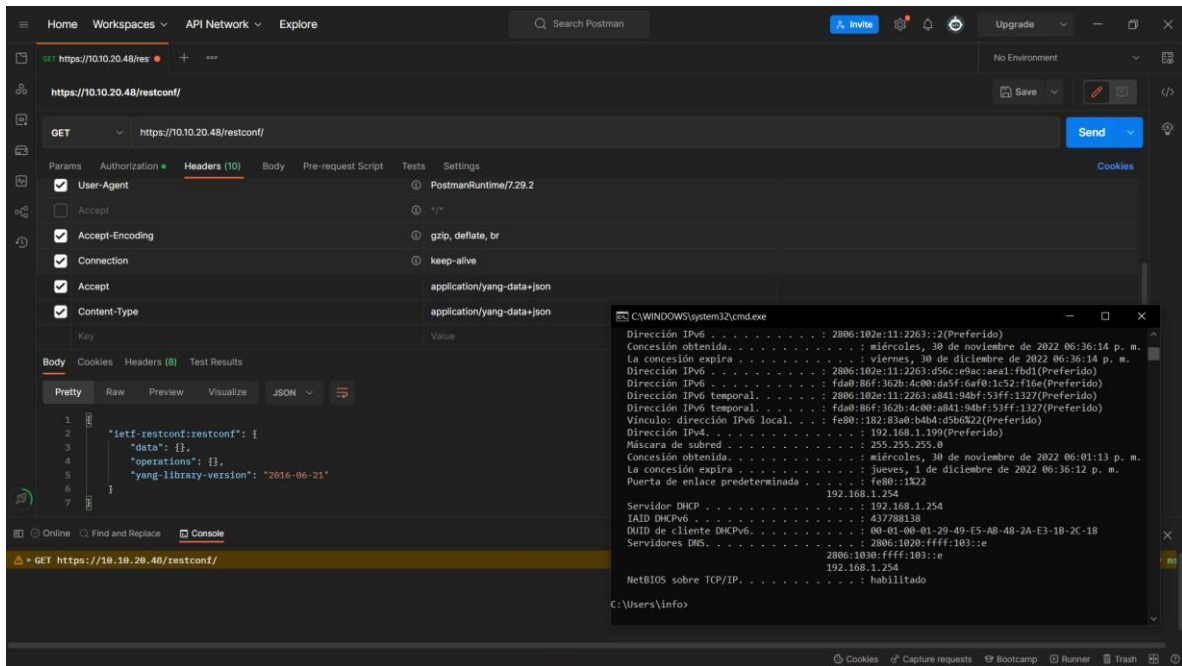 Home Workspaces API Network Explore Search Postman Invite Upgrade
GET https://10.10.20.48/res No Environment
https://10.10.20.48/restconf/ Save
GET https://10.10.20.48/restconf/ Send
Params Authorization Headers (10) Body Pre-request Script Tests Settings Cookies
User-Agent PostmanRuntime/7.29.2
Accept */*
Accept-Encoding gzip, deflate, br
Connection keep-alive
Accept application/yang-data+json
Content-Type application/yang-data+json
Key Value
Body Cookies Headers (8) Test Results
Pretty Raw Preview Visualize JSON
1 {
2 "ietf-restconf:restconf": {
3 "data": {},
4 "operations": {},
5 "yang-library-version": "2016-06-21"
6 }
7 }
Online Find and Replace Console
GET https://10.10.20.48/restconf/
ms
C:\WINDOWS\system32\cmd.exe
Dirección IPv6 . . . . . . . . . . : 2806:102e:11:2263::2(Preferido)
Concesión obtenida. . . . . . . . . . . . : miércoles, 30 de noviembre de 2022 06:36:14 p. m.
La concesión expira . . . . . . . . . . . : viernes, 30 de diciembre de 2022 06:36:14 p. m.
Dirección IPv6 . . . . . . . . . . : 2806:102e:11:2263:d56c:e9ac:aea1:fbd1(Preferido)
Dirección IPv6 . . . . . . . . . . : fda0:86f:362b:4c00:da5f:6af0:1c52:f16e(Preferido)
Dirección IPv6 temporal. . . . . . : 2806:102e:11:2263:a841:94bf:53ff:1327(Preferido)
Dirección IPv6 temporal. . . . . . : fda0:86f:362b:4c00:a841:94bf:53ff:1327(Preferido)
Vínculo: dirección IPv6 local. . . : fe80::182:83a0:b4b4:d5b6%22(Preferido)
Dirección IPv4. . . . . . . . . . . . . . : 192.168.1.199(Preferido)
Máscara de subred . . . . . . . . . . . . : 255.255.255.0
Concesión obtenida. . . . . . . . . . . . : miércoles, 30 de noviembre de 2022 06:01:13 p. m.
La concesión expira . . . . . . . . . . . : jueves, 1 de diciembre de 2022 06:36:12 p. m.
Puerta de enlace predeterminada . . . . . : fe80::1%22
192.168.1.254
Servidor DHCP . . . . . . . . . . . . . . : 192.168.1.254
IAID DHCPv6 . . . . . . . . . . . . . . . : 437788138
DUID de cliente DHCPv6. . . . . . . . . . : 00-01-00-01-29-49-E5-AB-48-2A-E3-1B-2C-18
Servidores DNS. . . . . . . . . . . . . . : 2806:1020:ffff:103::e
2806:1030:ffff:103::e
192.168.1.254
NetBIOS sobre TCP/IP. . . . . . . . . . . : habilitado
C:\Users\info>
Cookies Capture requests Bootcamp Runner Trash